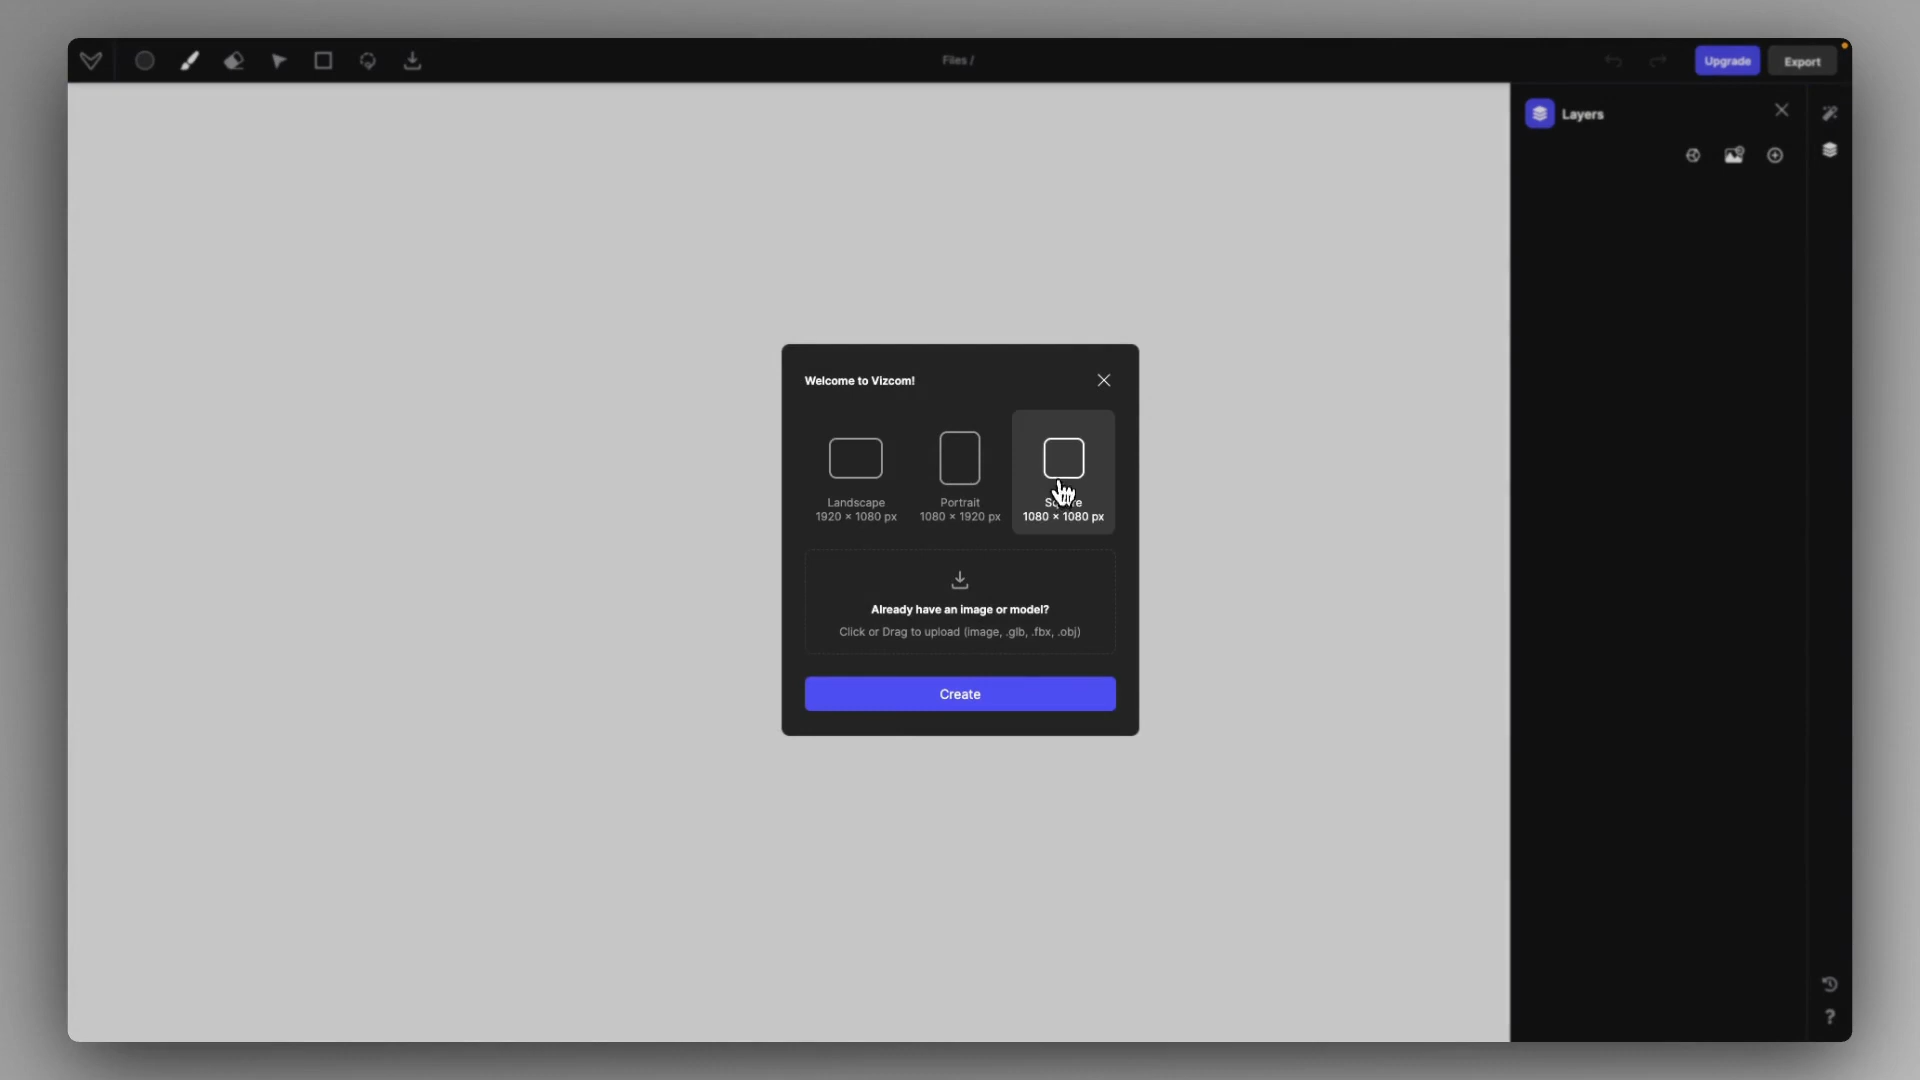 Files /
Upgrade
Export
Layers
Welcome to Vizcom!
Landscape
1920 × 1080 px
Portrait
1080 × 1920 px
1080 × 1080 px
Already have an image or model?
Click or Drag to upload (image, .glb, .fbx, .obj)
Create
?